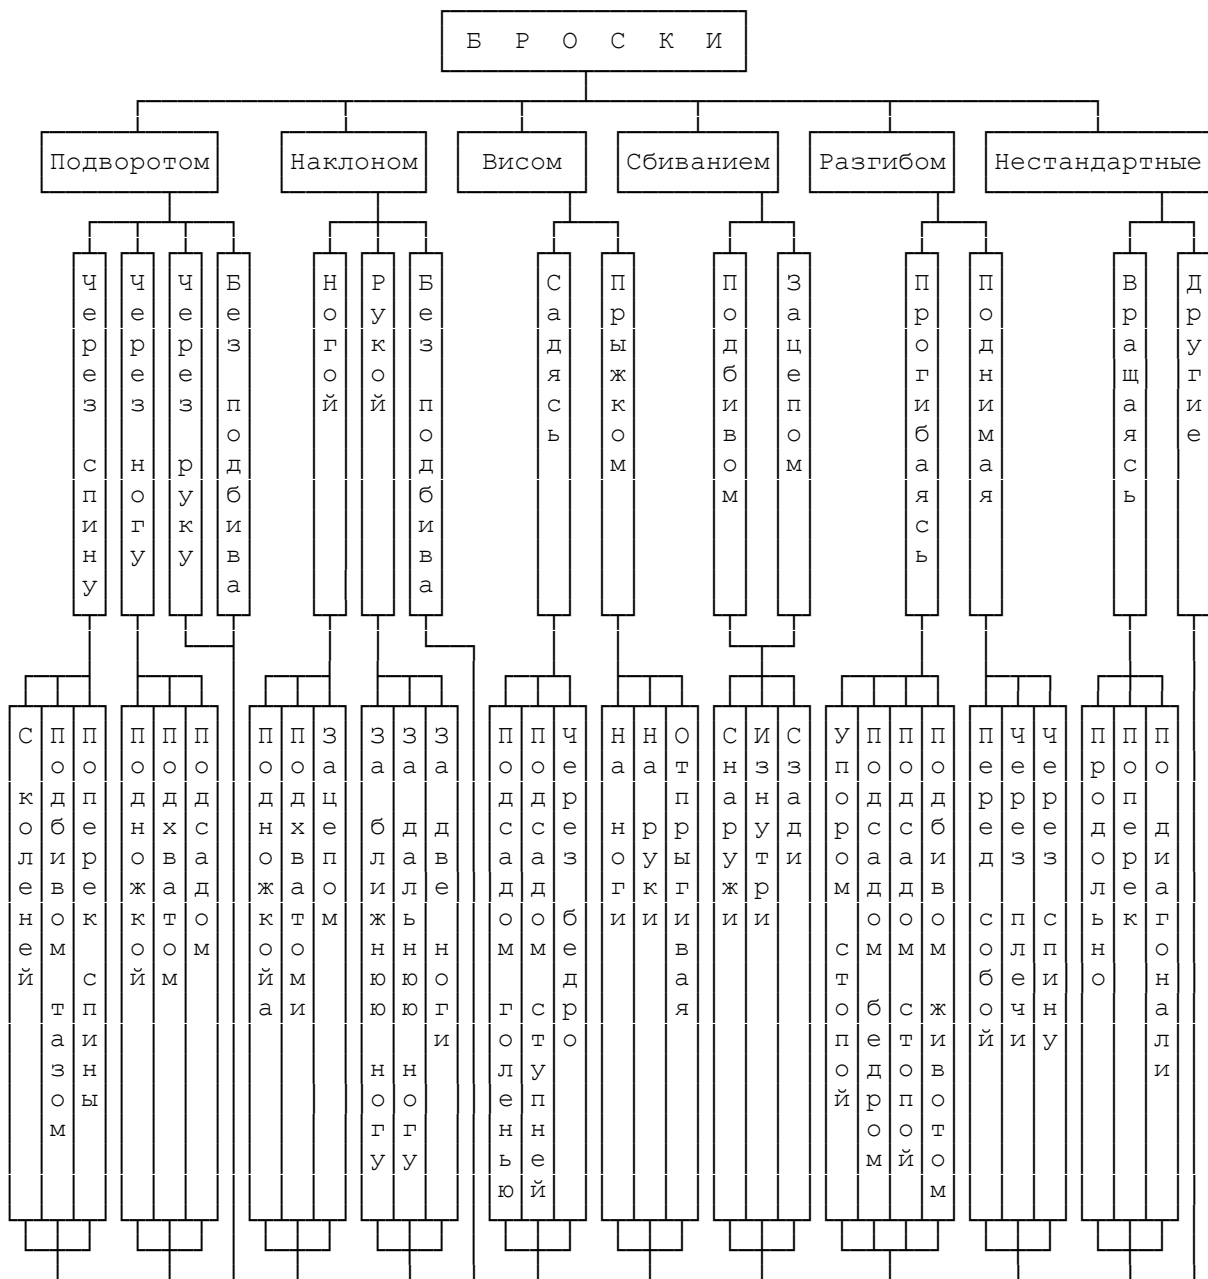 Б Р О С К И
Подворотом
Наклоном
Висом
Сбиванием
Разгибом
Нестандартные
Через спину
Через ногу
Через руку
Без подбива
Ногой
Рукой
Без подбива
Садясь
Прыжком
Подбивом
Зацепом
Прогибаясь
Поднимая
Вращаясь
Другие
С коленей
Подбивом тазом
Поперек спины
Подножкой
Подхватом
Подсадом
Подножкойа
Подхватоми
Зацепом
За ближнюю ногу
За дальнюю ногу
За две ноги
Подсадом голенью
Подсадом ступней
Через бедро
На ноги
На руки
Отпрыгивая
Снаружи
Изнутри
Сзади
Упором стопой
Подсадом бедром
Подсадом стопой
Подбивом животом
Перед собой
Через плечи
Через спину
Продольно
Поперек
По диагонали